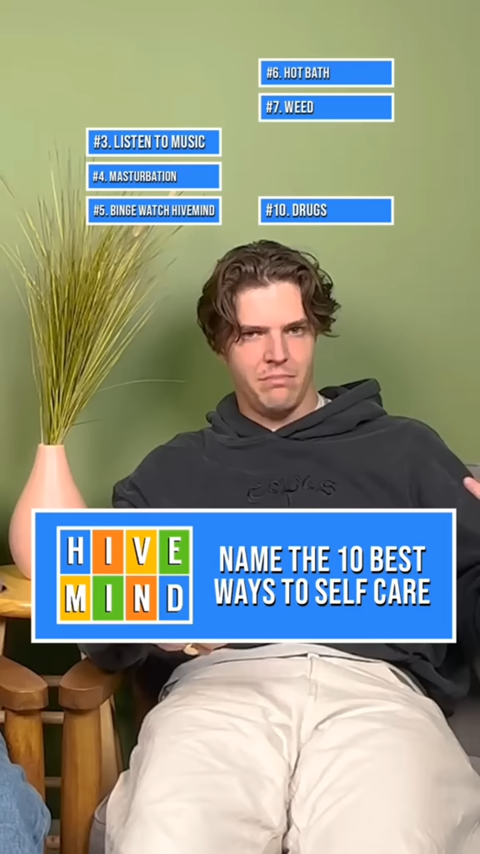 #6. HOT BATH
#7. WEED
#3. LISTEN TO MUSIC
#4. MASTURBATION
#5. BINGE WATCH HIVEMIND
#10. DRUGS
HIVE
MIND
NAME THE 10 BEST
WAYS TO SELF CARE